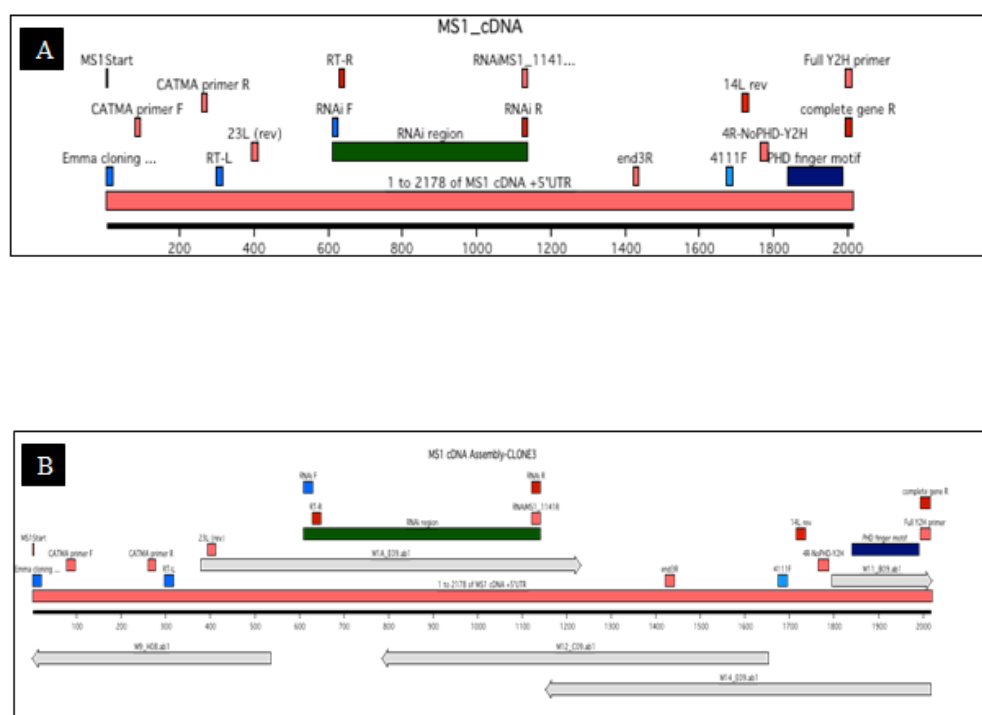 A
MS1_cDNA
MS1Start
RT-R
RNAiMS1_1141...
Full Y2H primer
CATMA primer R
14L rev
CATMA primer F
RNAi F
RNAi R
complete gene R
23L (rev)
RNAi region
4R-NoPHD-Y2H
Emma cloning ...
RT-L
end3R
4111F
PHD finger motif
1 to 2178 of MS1 cDNA +5'UTR
200 400 600 800 1000 1200 1400 1600 1800 2000
B
MS1 cDNA Assembly-CLONE3
RNAi F
RNAi R
complete gene R
RT-R
RNAiMS1_1141R
14L rev
Full Y2H primer
MS1Start
23L (rev)
RNAi region
PHD finger motif
CATMA primer F
CATMA primer R
4R-NoPHD-Y2H
Emma cloning ...
RT-L
end3R
4111F
1 to 2178 of MS1 cDNA +5'UTR
100 200 300 400 500 600 700 800 900 1000 1100 1200 1300 1400 1500 1600 1700 1800 1900 2000